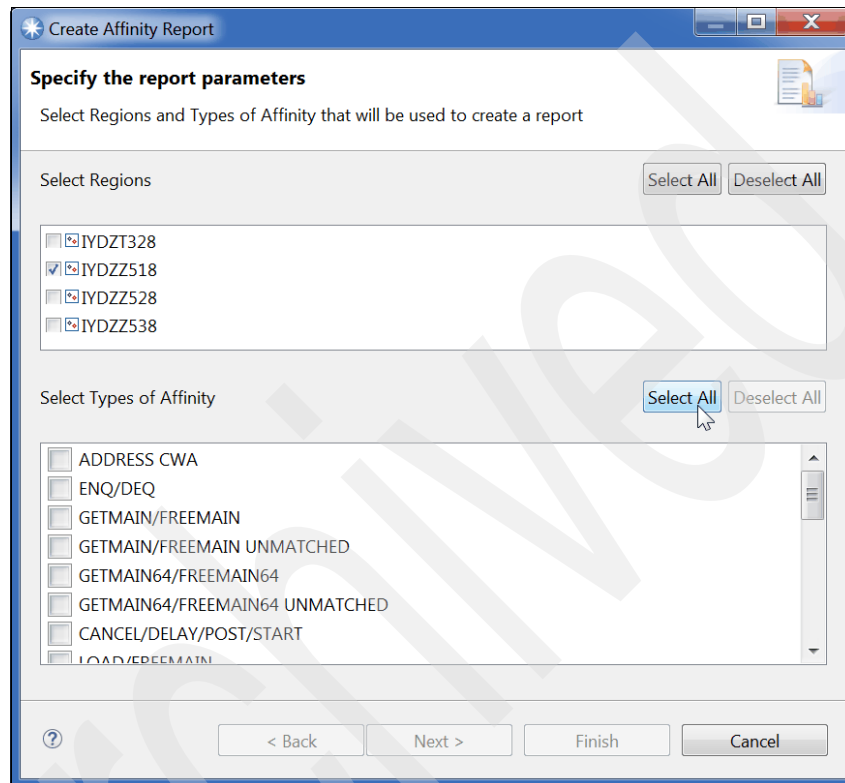 Create Affinity Report
Specify the report parameters
Select Regions and Types of Affinity that will be used to create a report
Select Regions
Select All
Deselect All
IYDZT328
IYDZZ518
IYDZZ528
IYDZZ538
Select Types of Affinity
Select All
Deselect All
ADDRESS CWA
ENQ/DEQ
GETMAIN/FREEMAIN
GETMAIN/FREEMAIN UNMATCHED
GETMAIN64/FREEMAIN64
GETMAIN64/FREEMAIN64 UNMATCHED
CANCEL/DELAY/POST/START
LOAD/FREEMAIN
< Back
Next >
Finish
Cancel